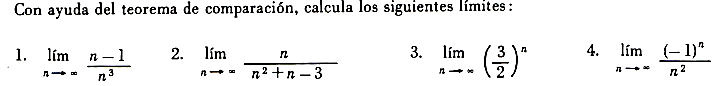 Con ayuda del teorema de comparación, calcula los siguientes límites:
1. lím n→∞ (n − 1)/n³ 2. lím n→∞ n/(n² + n − 3) 3. lím n→∞ (3/2)ⁿ 4. lím n→∞ (−1)ⁿ/n²